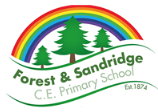 Forest & Sandridge
C.E. Primary School
Est.1874